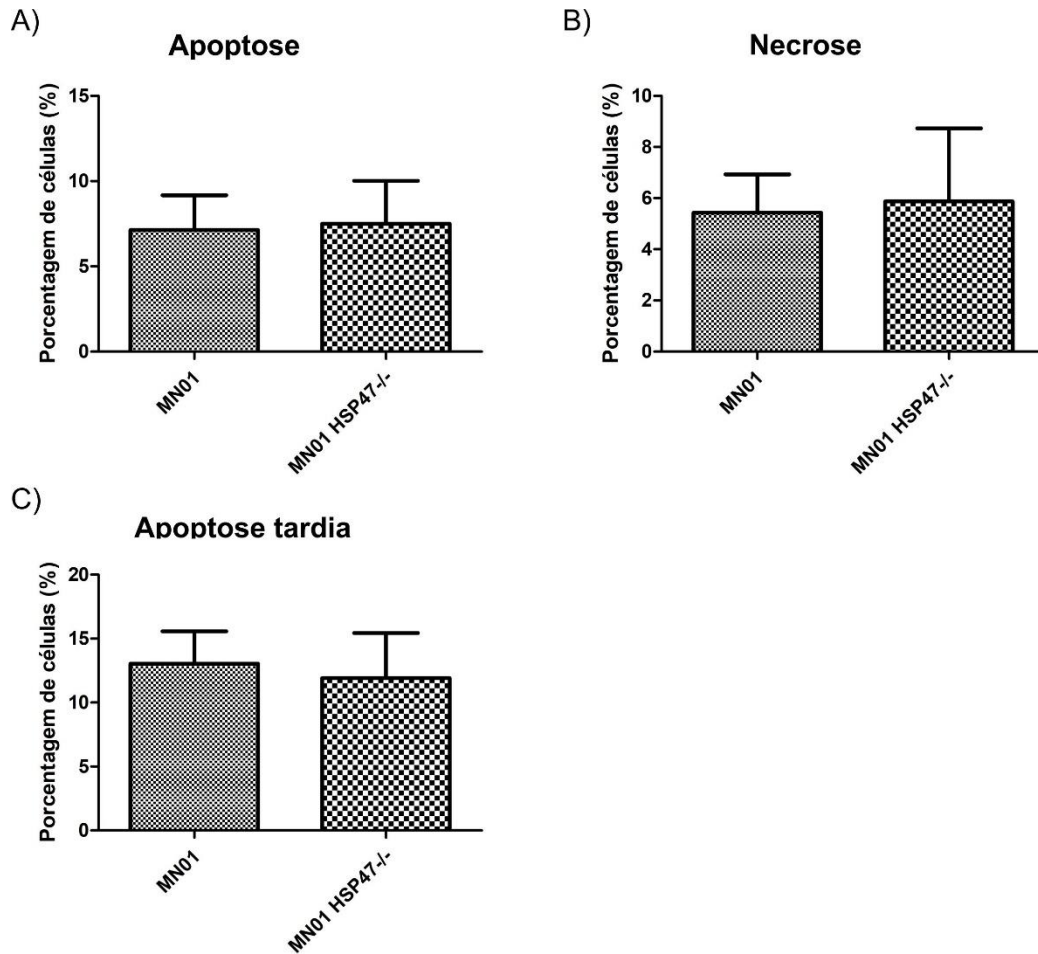 A)
Apoptose
Porcentagem de células (%)
15
10
5
0
MN01
MN01 HSP47-/-
B)
Necrose
Porcentagem de células (%)
10
8
6
4
2
0
MN01
MN01 HSP47-/-
C)
Apoptose tardia
Porcentagem de células (%)
20
15
10
5
0
MN01
MN01 HSP47-/-